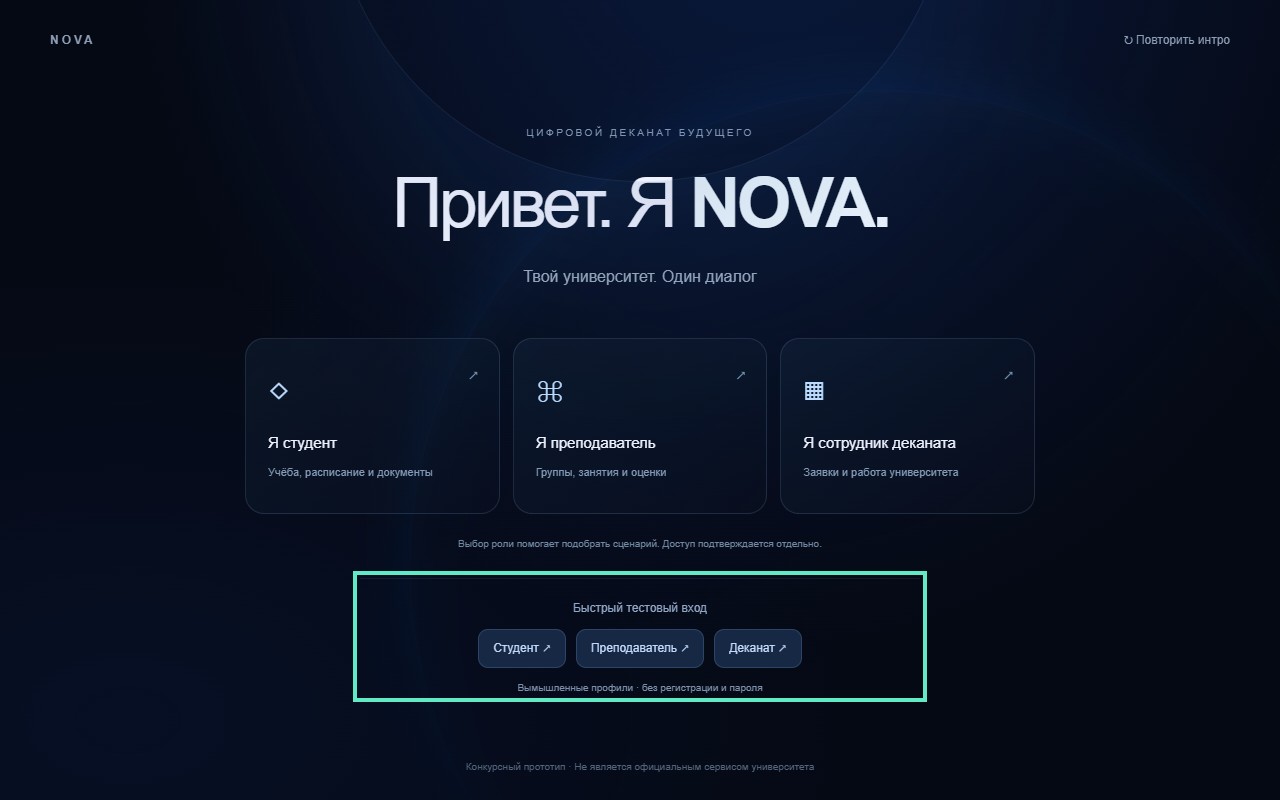 NOVA
↻ Повторить интро
ЦИФРОВОЙ ДЕКАНАТ БУДУЩЕГО
Привет. Я NOVA.
Твой университет. Один диалог
Я студент
Учёба, расписание и документы
Я преподаватель
Группы, занятия и оценки
Я сотрудник деканата
Заявки и работа университета
Выбор роли помогает подобрать сценарий. Доступ подтверждается отдельно.
Быстрый тестовый вход
Студент ↗ Преподаватель ↗ Деканат ↗
Вымышленные профили · без регистрации и пароля
Конкурсный прототип · Не является официальным сервисом университета